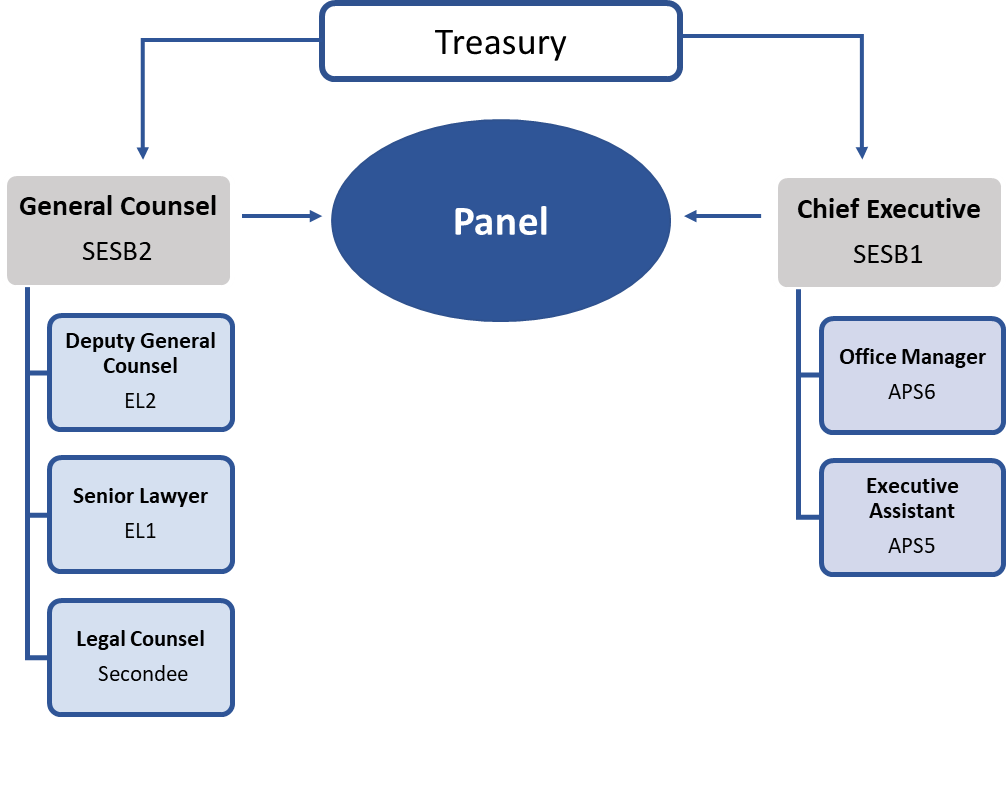 Treasury
General Counsel
SESB2
Panel
Chief Executive
SESB1
Deputy General
Counsel
EL2
Senior Lawyer
EL1
Legal Counsel
Secondee
Office Manager
APS6
Executive
Assistant
APS5